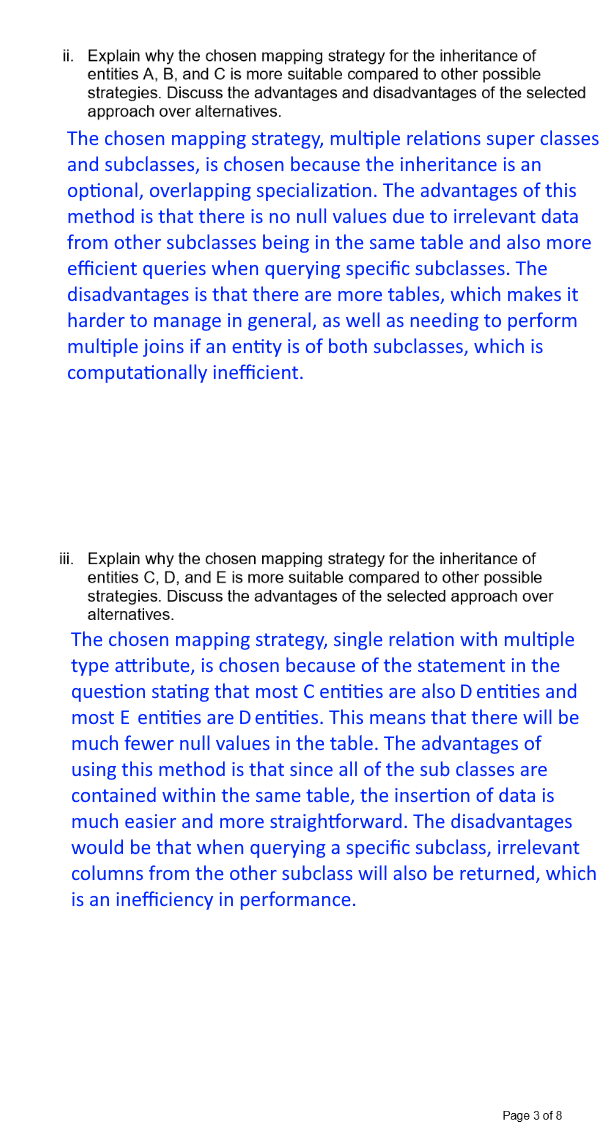 ii. Explain why the chosen mapping strategy for the inheritance of
entities A, B, and C is more suitable compared to other possible
strategies. Discuss the advantages and disadvantages of the selected
approach over alternatives.
The chosen mapping strategy, multiple relations super classes
and subclasses, is chosen because the inheritance is an
optional, overlapping specialization. The advantages of this
method is that there is no null values due to irrelevant data
from other subclasses being in the same table and also more
efficient queries when querying specific subclasses. The
disadvantages is that there are more tables, which makes it
harder to manage in general, as well as needing to perform
multiple joins if an entity is of both subclasses, which is
computationally inefficient.
iii. Explain why the chosen mapping strategy for the inheritance of
entities C, D, and E is more suitable compared to other possible
strategies. Discuss the advantages of the selected approach over
alternatives.
The chosen mapping strategy, single relation with multiple
type attribute, is chosen because of the statement in the
question stating that most C entities are also D entities and
most E entities are D entities. This means that there will be
much fewer null values in the table. The advantages of
using this method is that since all of the sub classes are
contained within the same table, the insertion of data is
much easier and more straightforward. The disadvantages
would be that when querying a specific subclass, irrelevant
columns from the other subclass will also be returned, which
is an inefficiency in performance.
Page 3 of 8